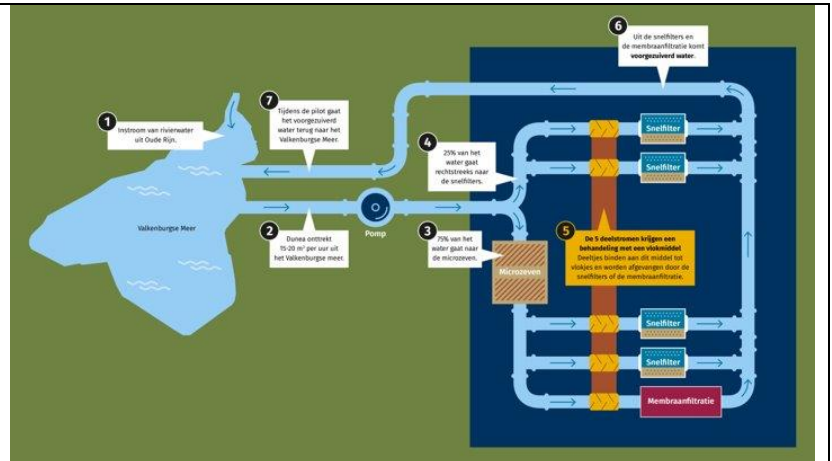 1
Instroom van rivierwater
uit Oude Rijn.
Valkenburgse Meer
2
Dunea onttrekt
15-20 m³ per uur uit
het Valkenburgse meer.
Pomp
3
75% van het
water gaat naar
de microzeven.
Microzeven
4
25% van het
water gaat
rechtstreeks naar
de snelfilters.
Snelfilter
Snelfilter
5
De 5 deelstromen krijgen een
behandeling met een vlokmiddel
Deeltjes binden aan dit middel tot
vlokjes en worden afgevangen door de
snelfilters of de membraanfiltratie.
Snelfilter
Snelfilter
Membraanfiltratie
6
Uit de snelfilters en
de membraanfiltratie komt
voorgezuiverd water.
7
Tijdens de pilot gaat
het voorgezuiverd
water terug naar het
Valkenburgse Meer.